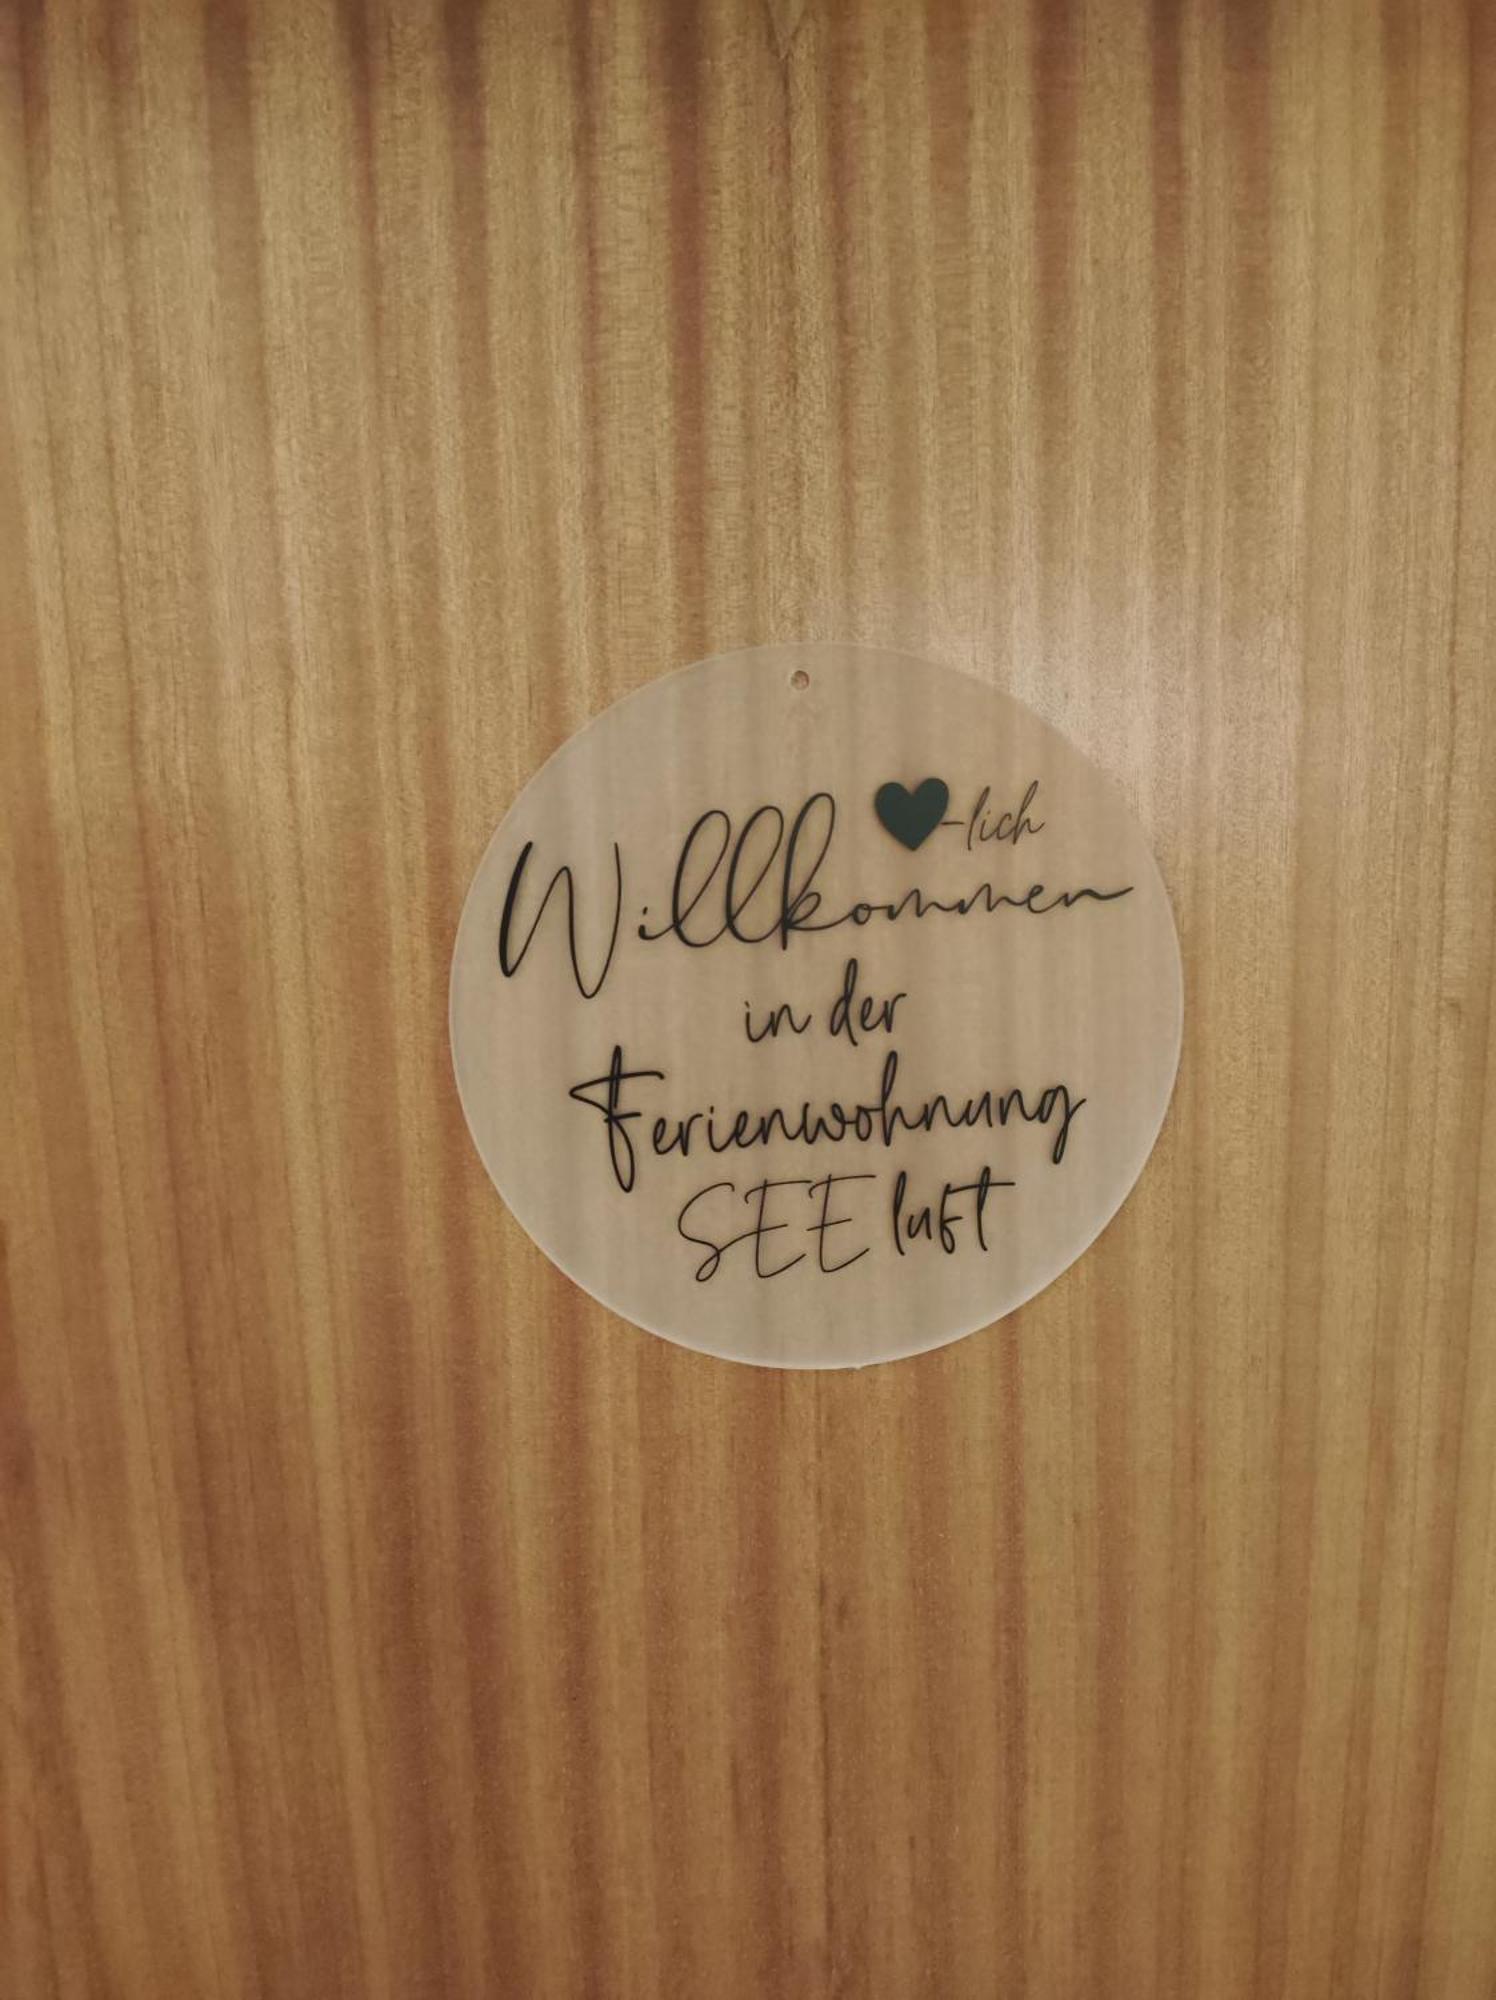 -lich
Willkommen
in der
Ferienwohnung
SEE luft